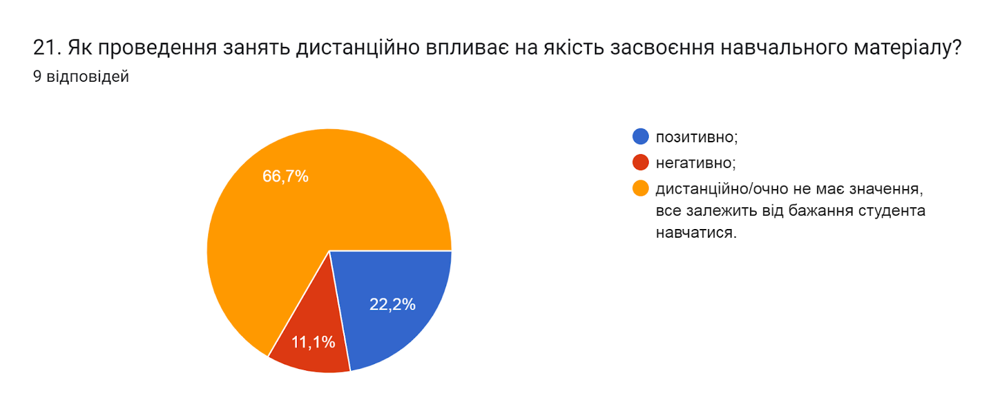 21. Як проведення занять дистанційно впливає на якість засвоєння навчального матеріалу?
9 відповідей
66,7%
22,2%
11,1%
позитивно;
негативно;
дистанційно/очно не має значення,
все залежить від бажання студента
навчатися.